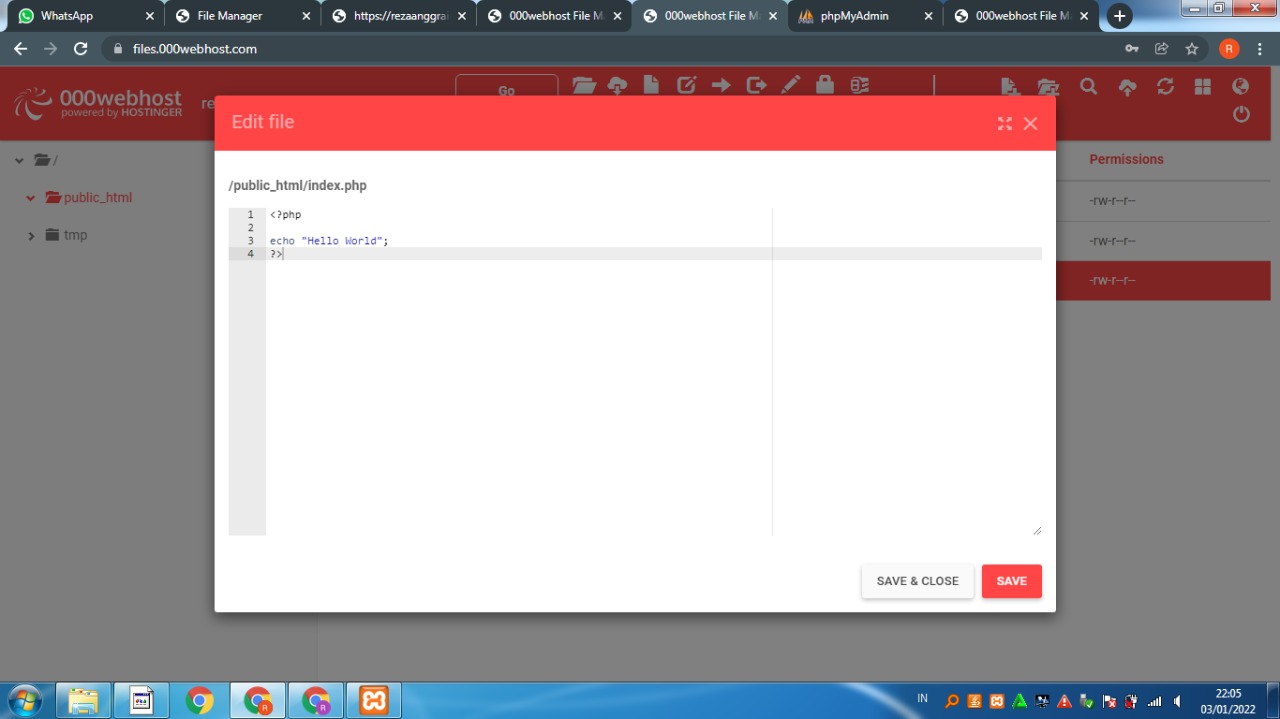 WhatsApp
File Manager
https://rezaanggrai
000webhost File M
000webhost File M
phpMyAdmin
000webhost File M
files.000webhost.com
R
000webhost
powered by HOSTINGER
re
Go
Edit file
/
public_html
tmp
Permissions
-rw-r--r--
-rw-r--r--
-rw-r--r--
/public_html/index.php
1 <?php
2
3 echo "Hello World";
4 ?>
SAVE & CLOSE
SAVE
IN
22:05
03/01/2022